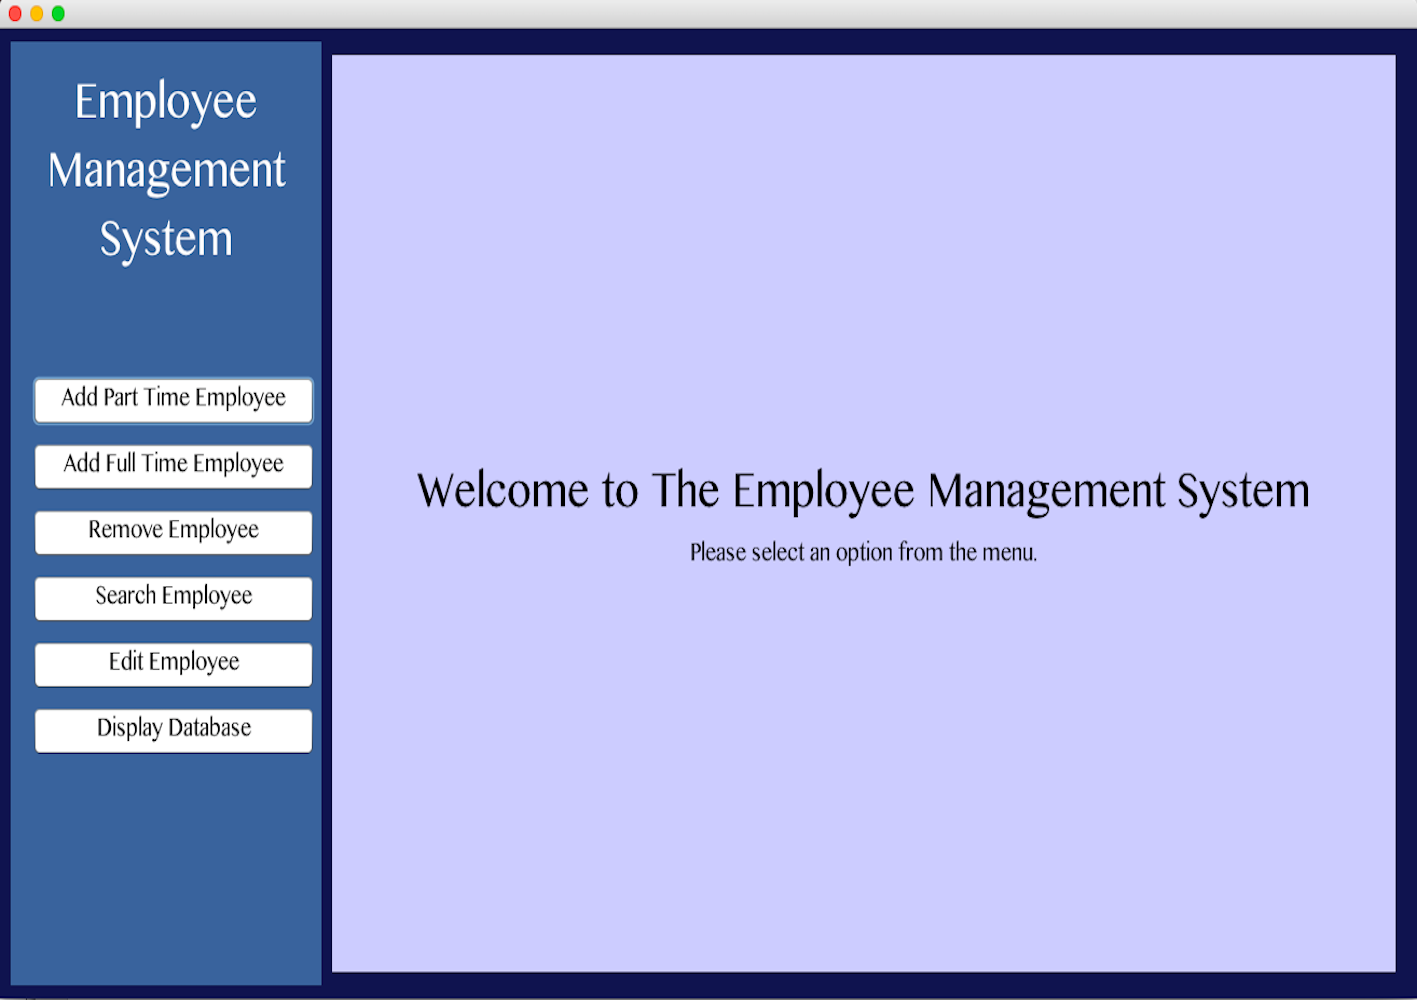 Employee
Management
System
Add Part Time Employee
Add Full Time Employee
Remove Employee
Search Employee
Edit Employee
Display Database
Welcome to The Employee Management System
Please select an option from the menu.